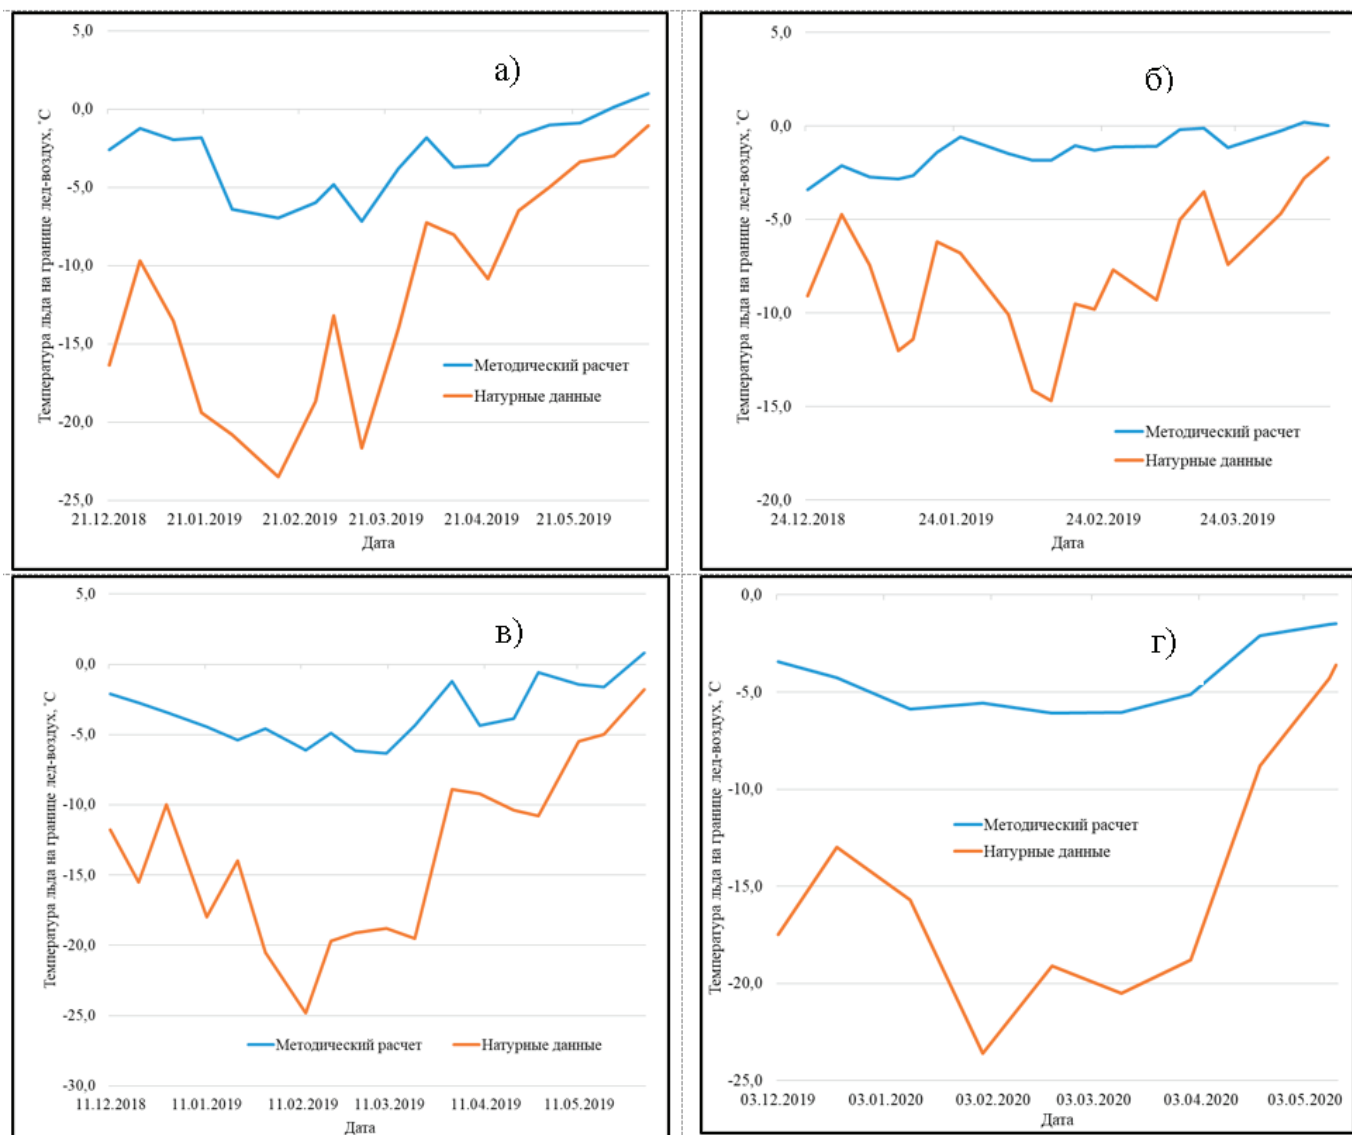 5,0
0,0
-5,0
-10,0
-15,0
-20,0
-25,0
Температура льда на границе лед-воздух, ˚С
а)
Методический расчет
Натурные данные
21.12.2018 21.01.2019 21.02.2019 21.03.2019 21.04.2019 21.05.2019
Дата
5,0
0,0
-5,0
-10,0
-15,0
-20,0
Температура льда на границе лед-воздух, ˚С
б)
Методический расчет
Натурные данные
24.12.2018 24.01.2019 24.02.2019 24.03.2019
Дата
5,0
0,0
-5,0
-10,0
-15,0
-20,0
-25,0
-30,0
Температура льда на границе лед-воздух, ˚С
в)
Методический расчет Натурные данные
11.12.2018 11.01.2019 11.02.2019 11.03.2019 11.04.2019 11.05.2019
Дата
0,0
-5,0
-10,0
-15,0
-20,0
-25,0
Температура льда на границе лед-воздух, ˚С
г)
Методический расчет
Натурные данные
03.12.2019 03.01.2020 03.02.2020 03.03.2020 03.04.2020 03.05.2020
Дата